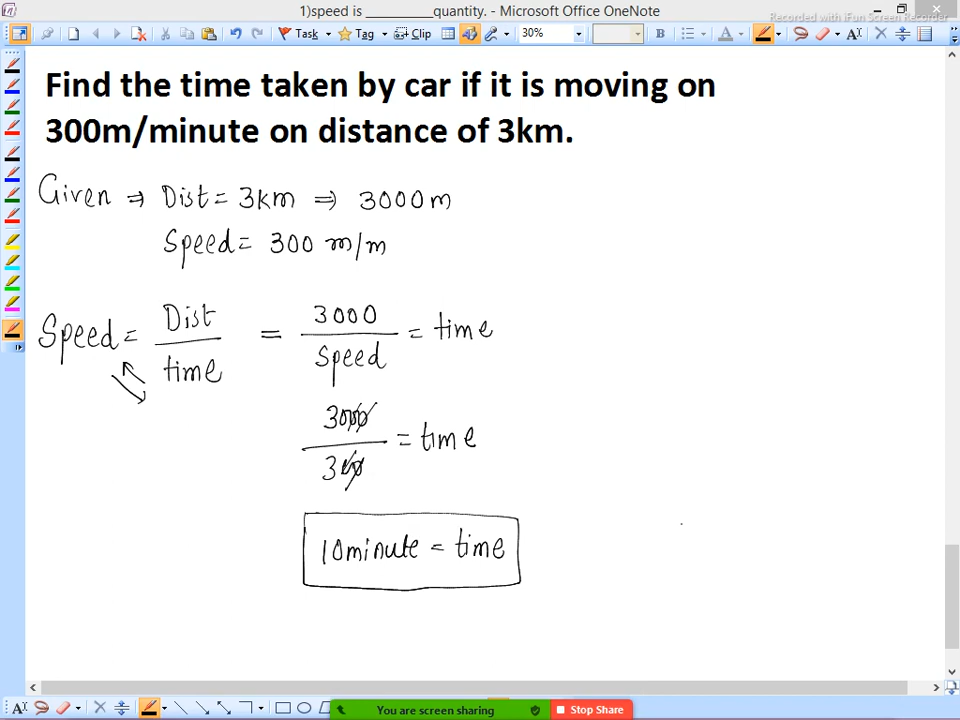 1)speed is _________quantity. - Microsoft Office OneNote
Recorded with iFun Screen Recorder
Task Tag Clip 30% B A
Find the time taken by car if it is moving on
300m/minute on distance of 3km.
Given ⇒ Dist = 3km ⇒ 3000m
Speed = 300 m/m
Speed = Dist/time = 3000/Speed = time
3000/300 = time
10minute = time
You are screen sharing Stop Share